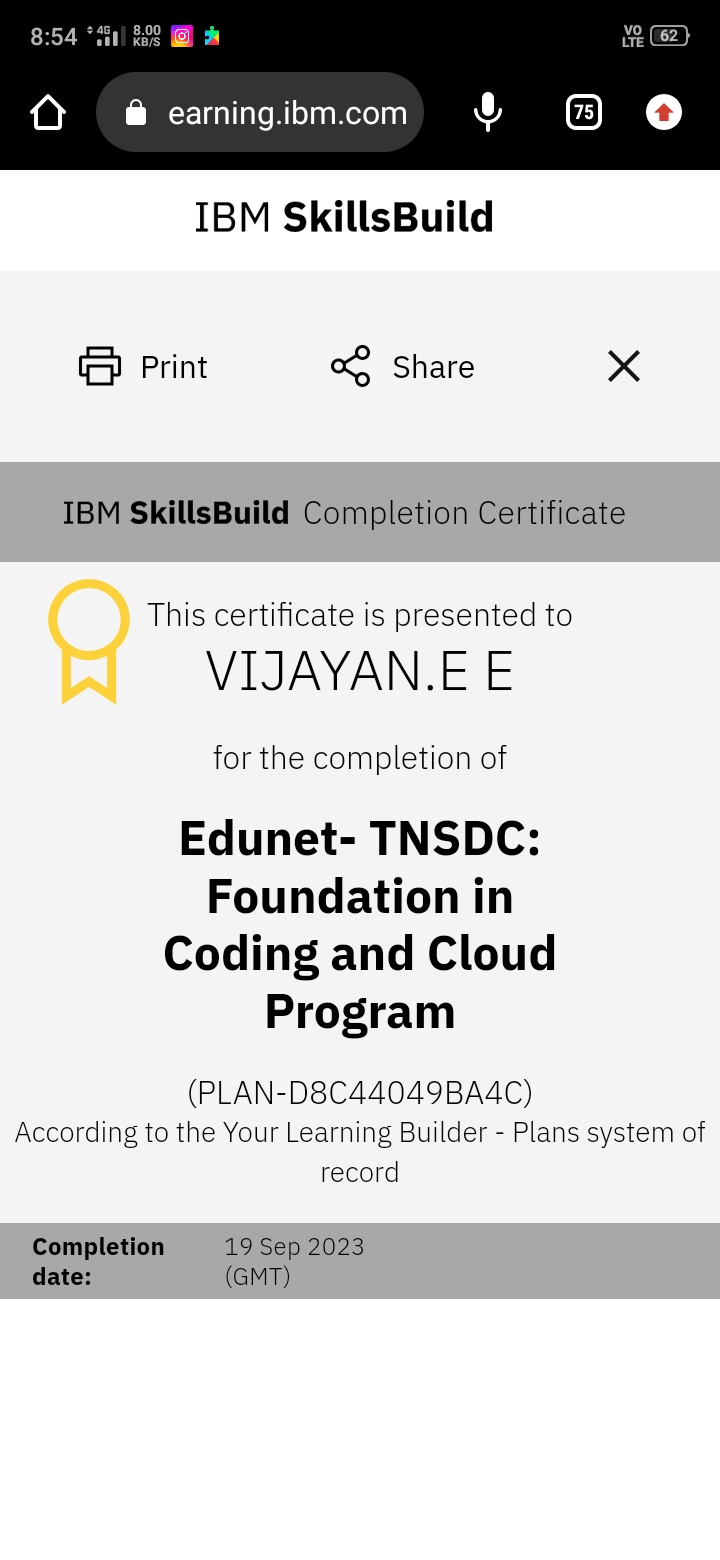 8:54 4G 8.00 KB/S VO LTE 62
earning.ibm.com 75
IBM SkillsBuild
Print Share
IBM SkillsBuild Completion Certificate
This certificate is presented to
VIJAYAN.E E
for the completion of
Edunet- TNSDC:
Foundation in
Coding and Cloud
Program
(PLAN-D8C44049BA4C)
According to the Your Learning Builder - Plans system of
record
Completion 19 Sep 2023
date: (GMT)